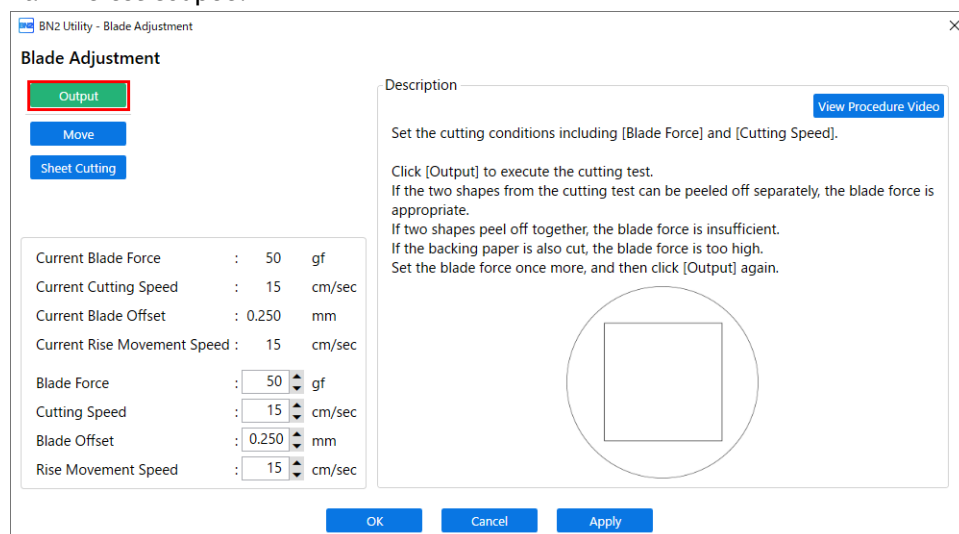 BN2 BN2 Utility - Blade Adjustment
Blade Adjustment
Output
Move
Sheet Cutting
Description
View Procedure Video
Set the cutting conditions including [Blade Force] and [Cutting Speed].
Click [Output] to execute the cutting test.
If the two shapes from the cutting test can be peeled off separately, the blade force is
appropriate.
If two shapes peel off together, the blade force is insufficient.
If the backing paper is also cut, the blade force is too high.
Set the blade force once more, and then click [Output] again.
Current Blade Force : 50 gf
Current Cutting Speed : 15 cm/sec
Current Blade Offset : 0.250 mm
Current Rise Movement Speed : 15 cm/sec
Blade Force : 50 gf
Cutting Speed : 15 cm/sec
Blade Offset : 0.250 mm
Rise Movement Speed : 15 cm/sec
OK Cancel Apply